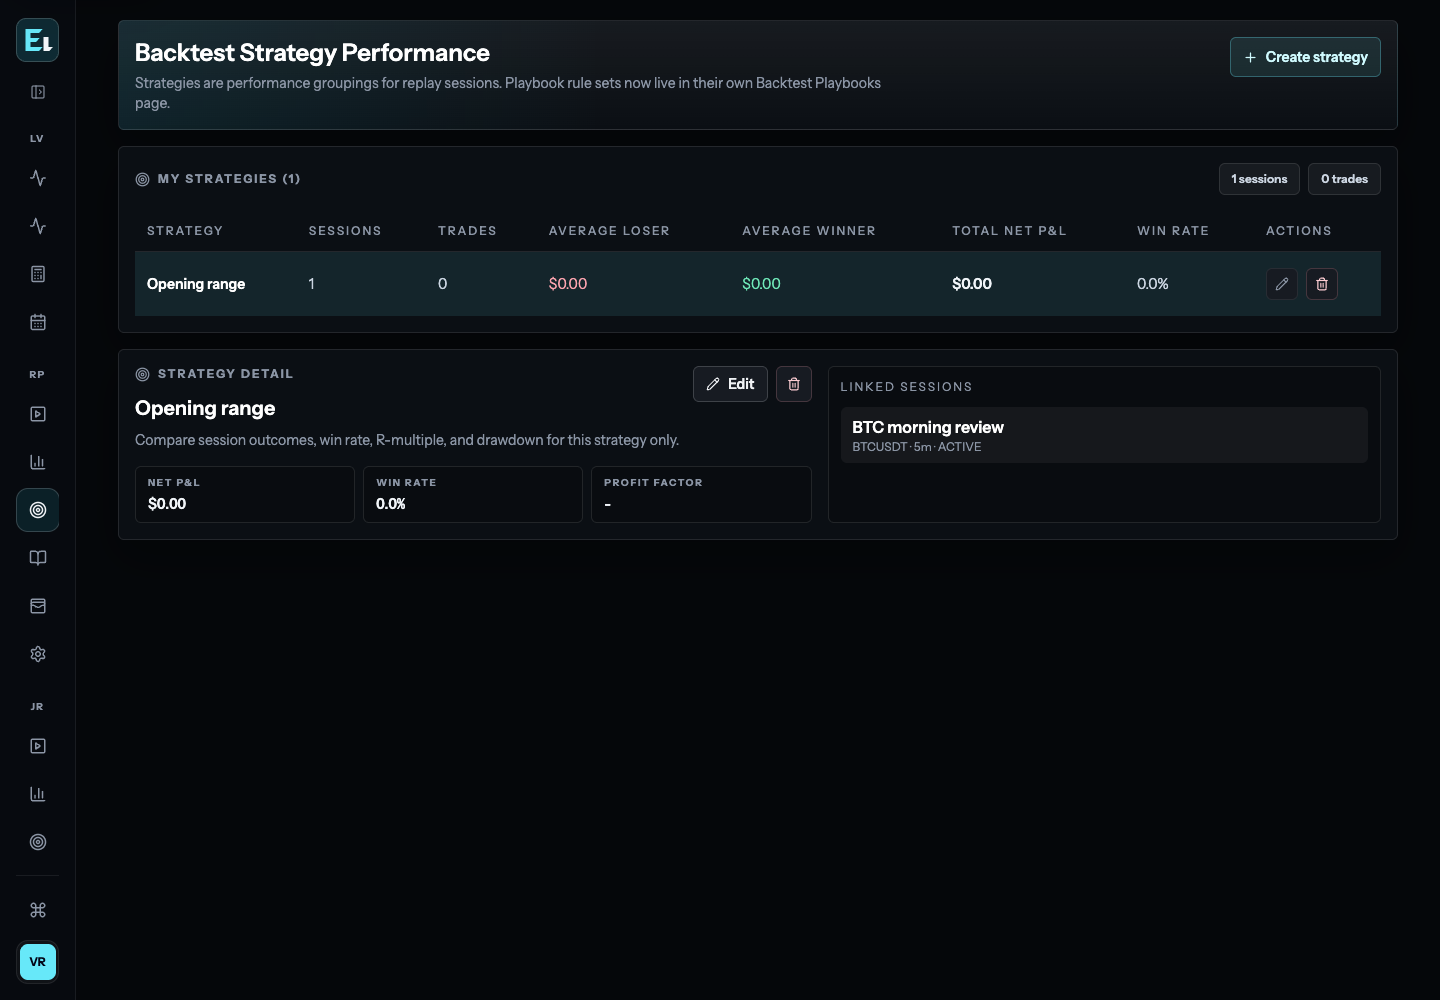 EL
Backtest Strategy Performance
Strategies are performance groupings for replay sessions. Playbook rule sets now live in their own Backtest Playbooks
page.
Create strategy
LV
MY STRATEGIES (1)
1 sessions
0 trades
STRATEGY SESSIONS TRADES AVERAGE LOSER AVERAGE WINNER TOTAL NET P&L WIN RATE ACTIONS
Opening range 1 0 $0.00 $0.00 $0.00 0.0%
RP
STRATEGY DETAIL
Edit
Opening range
Compare session outcomes, win rate, R-multiple, and drawdown for this strategy only.
NET P&L
$0.00
WIN RATE
0.0%
PROFIT FACTOR
-
LINKED SESSIONS
BTC morning review
BTCUSDT · 5m · ACTIVE
JR
VR